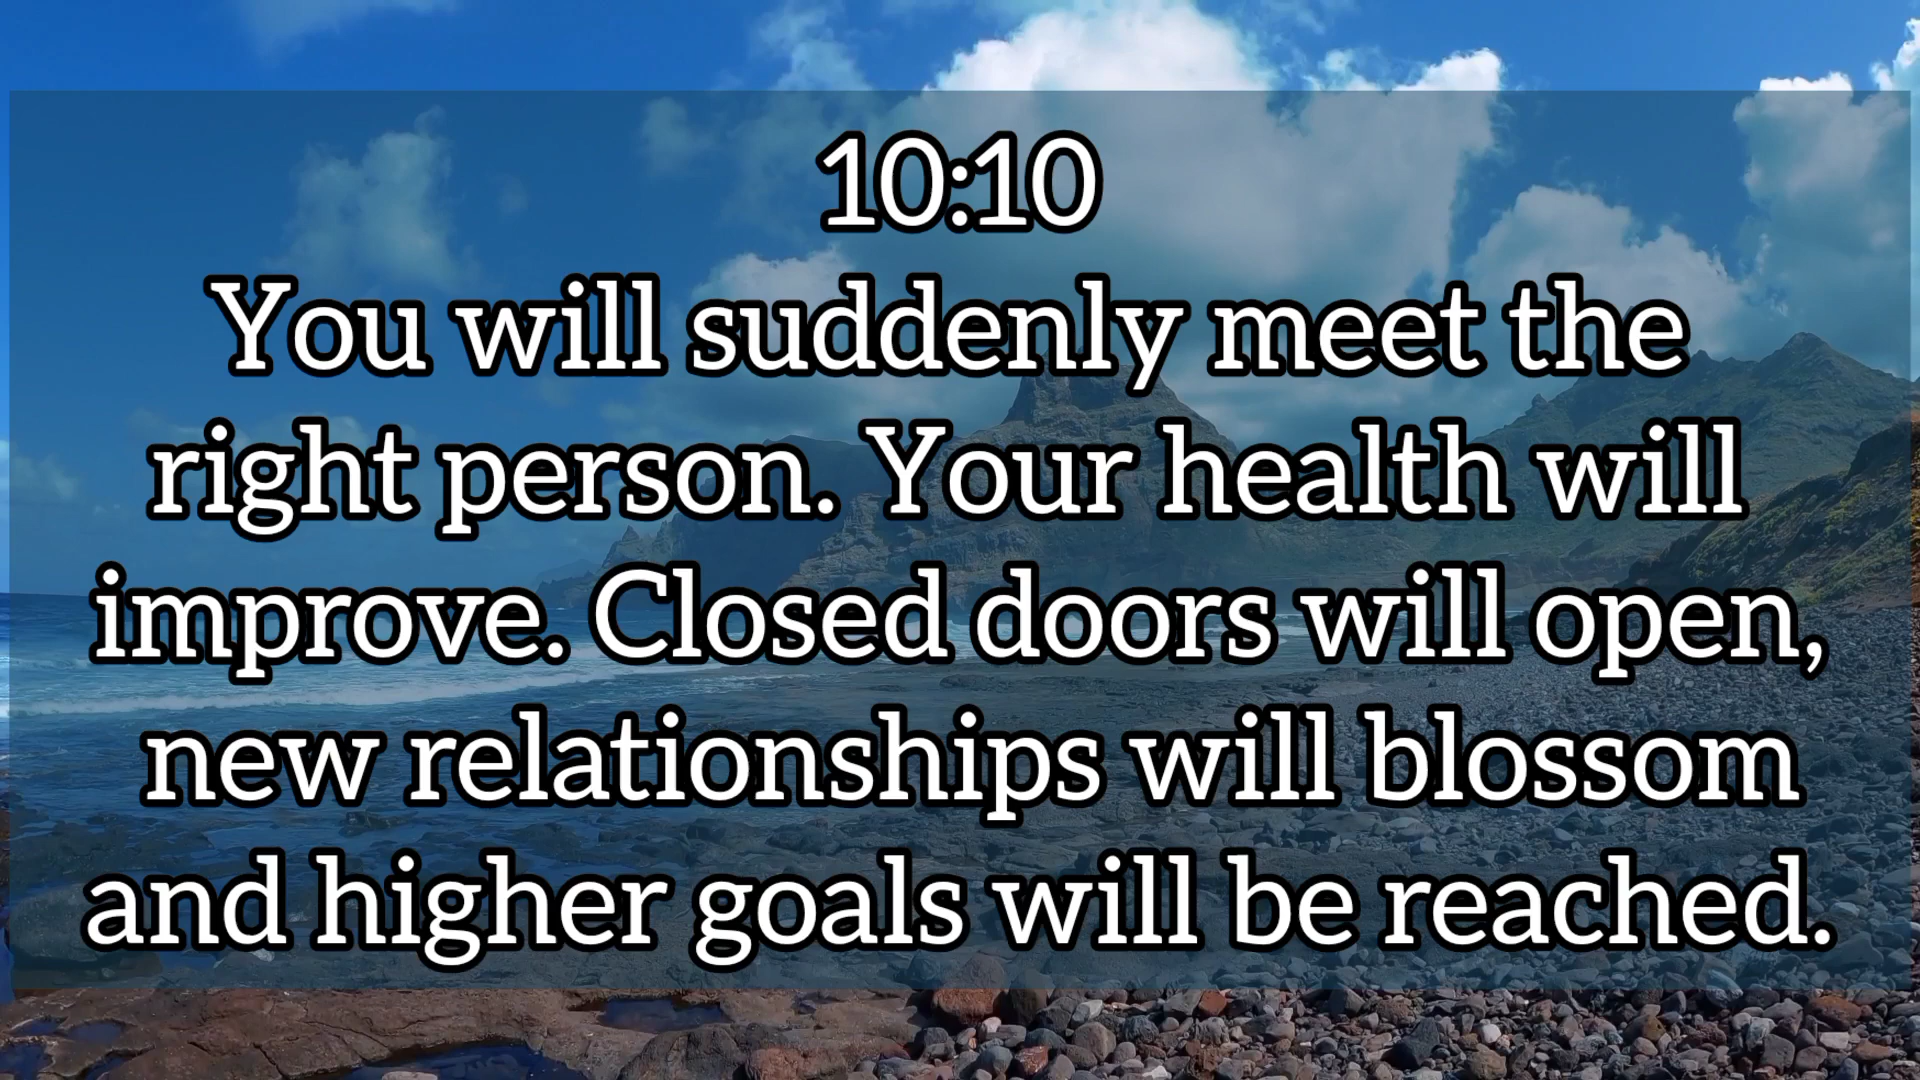 10:10
You will suddenly meet the
right person. Your health will
improve. Closed doors will open,
new relationships will blossom
and higher goals will be reached.